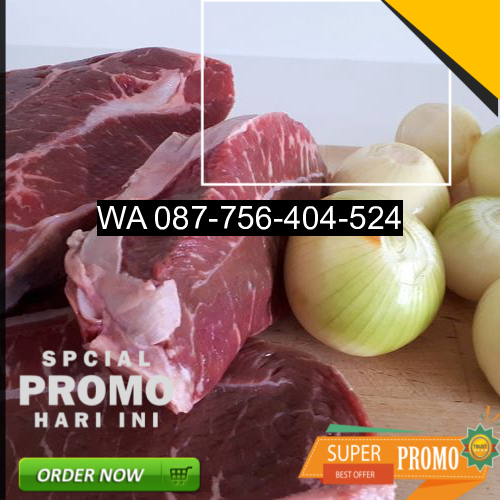 WA 087-756-404-524
SPCIAL
PROMO
HARI INI
ORDER NOW
SUPER
BEST OFFER
PROMO